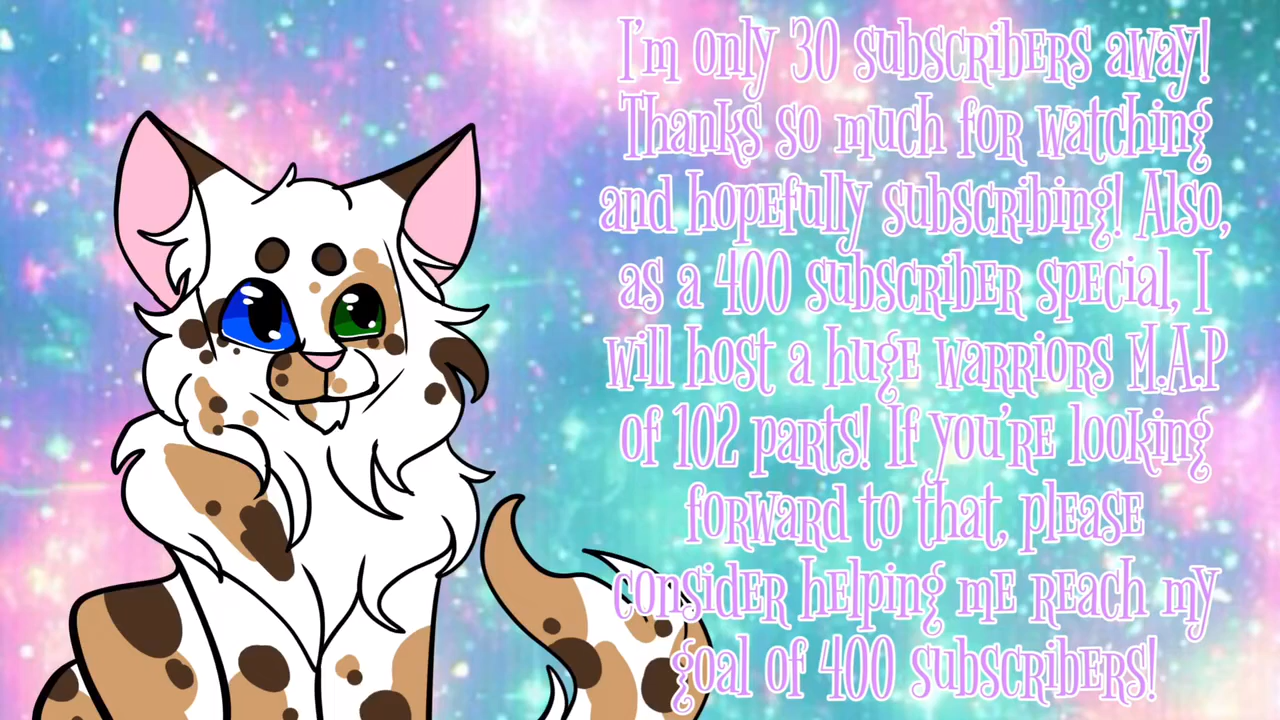 I'm only 30 subscribers away!
Thanks so much for watching
and hopefully subscribing! Also,
as a 400 subscriber special, I
will host a huge warriors M.A.P
of 102 parts! If you're looking
forward to that, please
consider helping me reach my
goal of 400 subscribers!